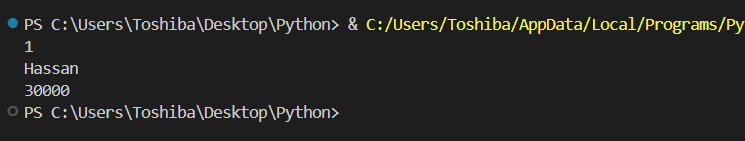 PS C:\Users\Toshiba\Desktop\Python> & C:/Users/Toshiba/AppData/Local/Programs/Py
1
Hassan
30000
PS C:\Users\Toshiba\Desktop\Python>